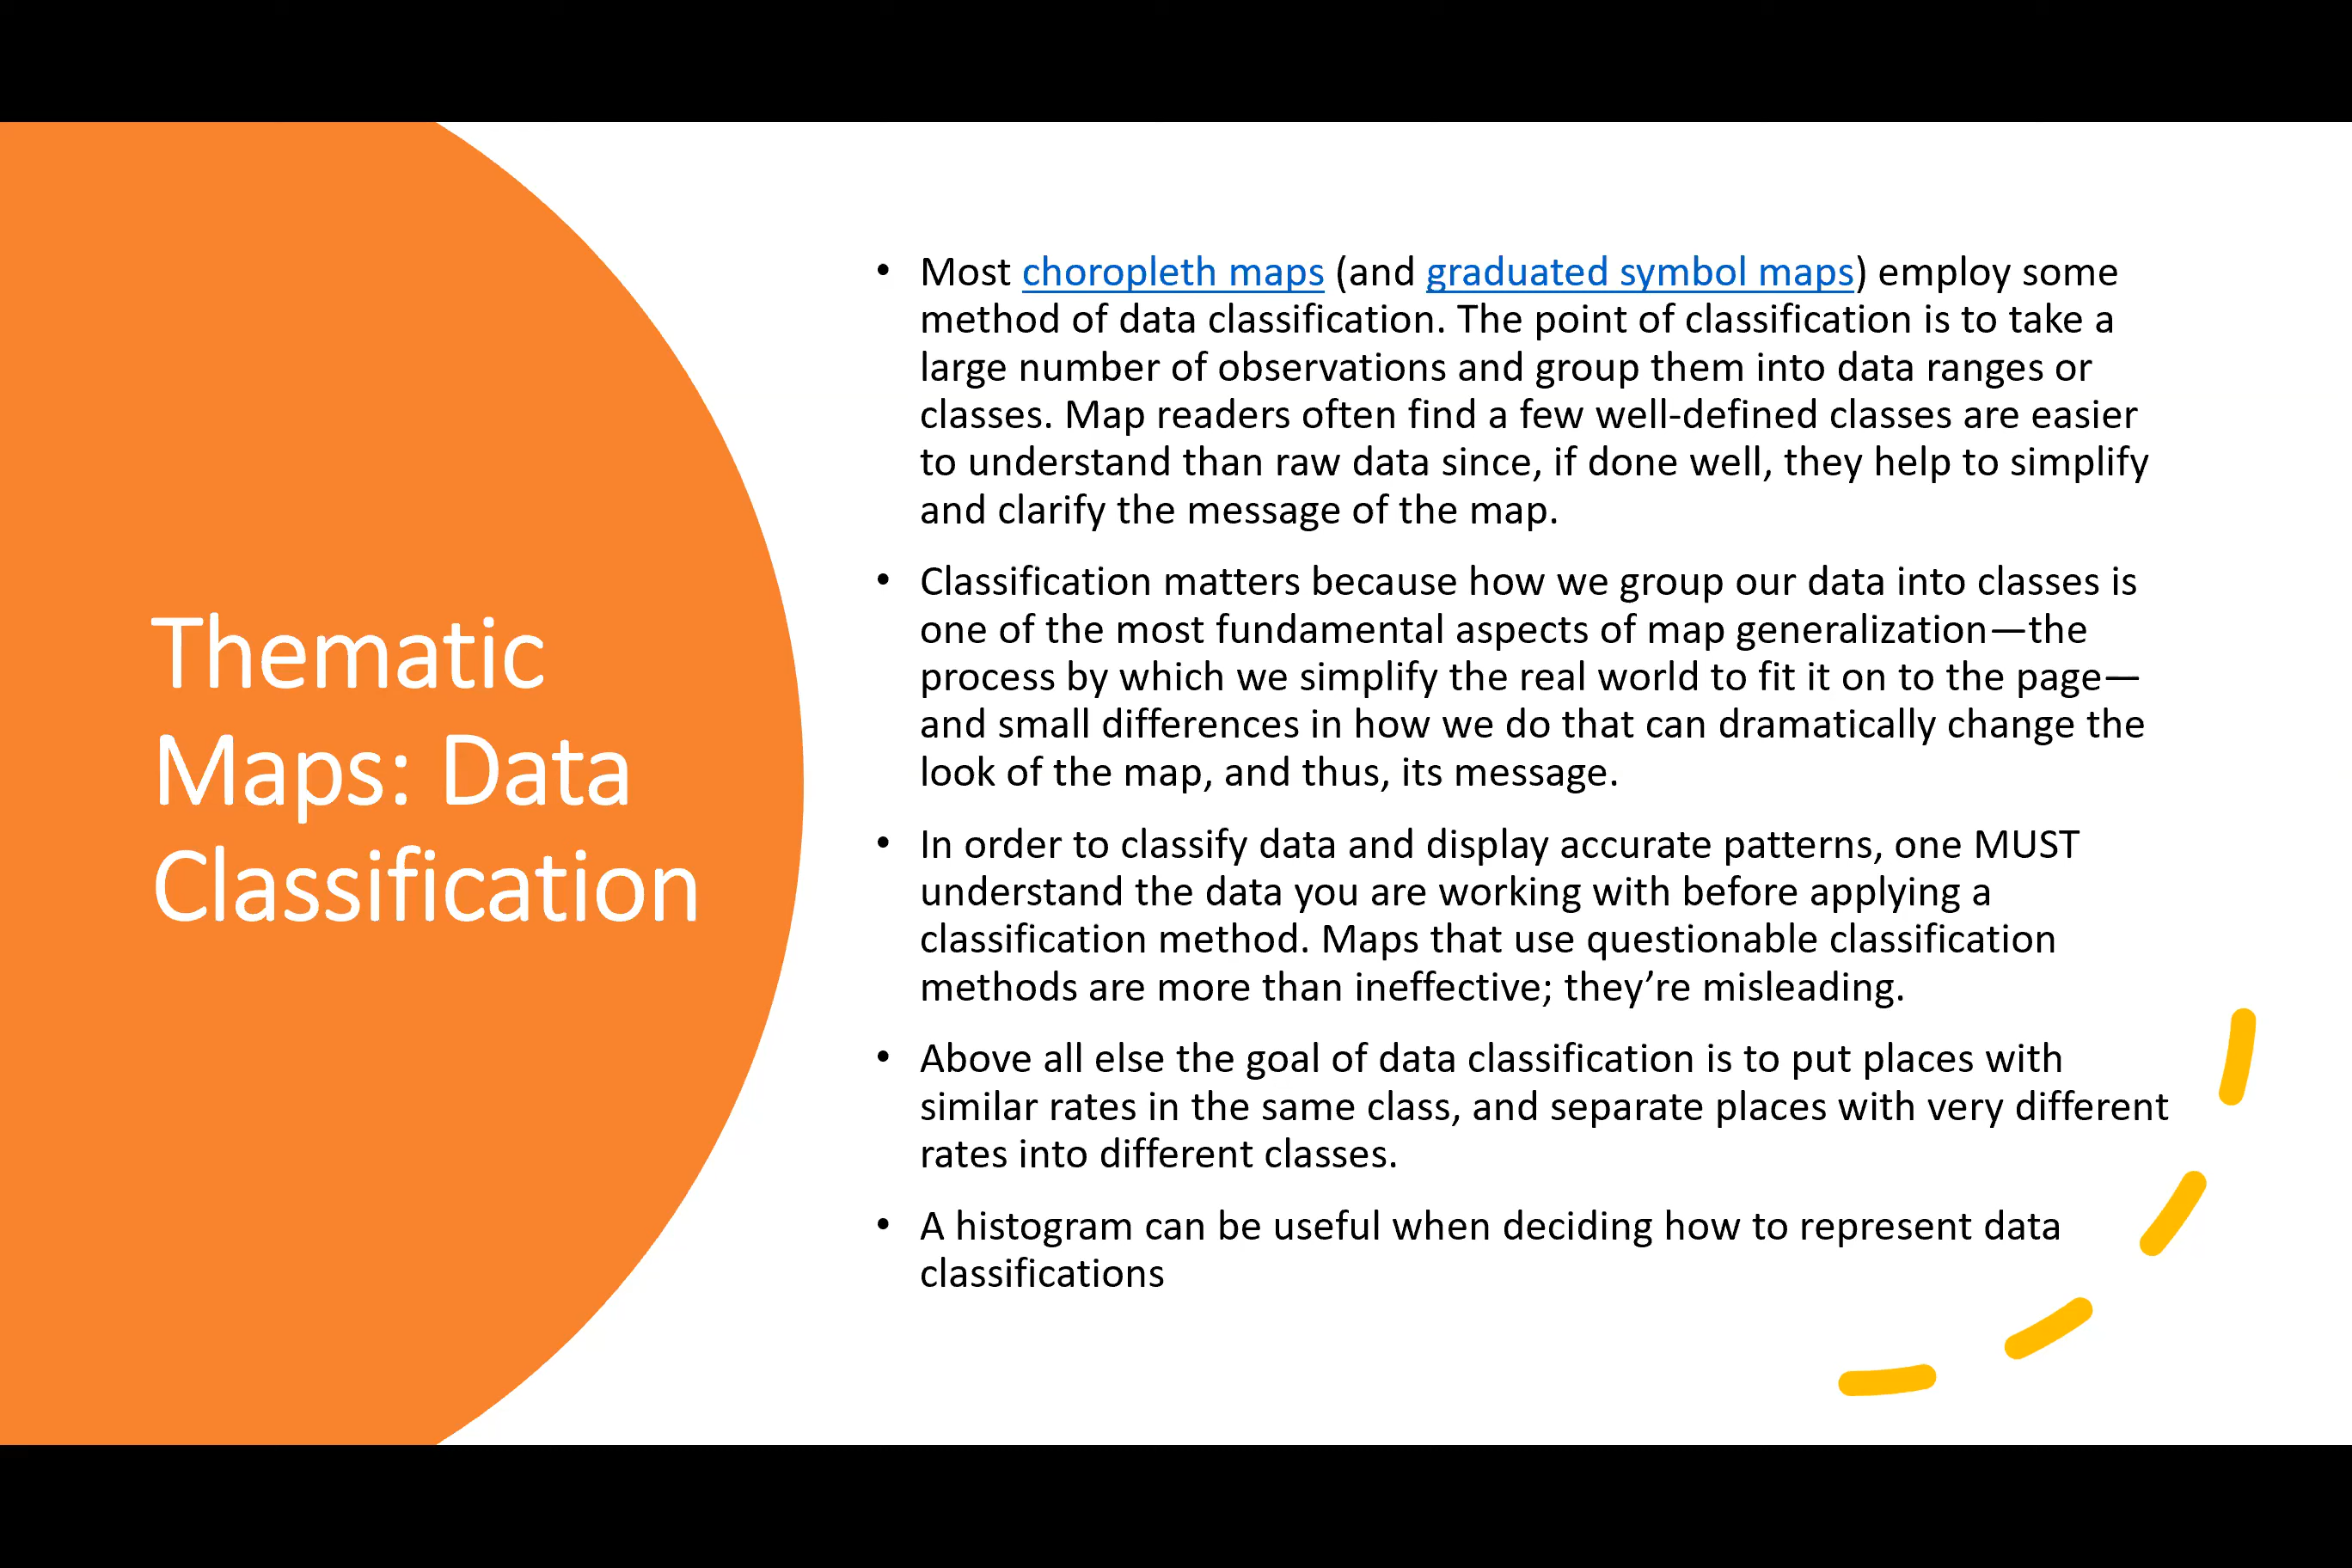 Thematic
Maps: Data
Classification
• Most choropleth maps (and graduated symbol maps) employ some
method of data classification. The point of classification is to take a
large number of observations and group them into data ranges or
classes. Map readers often find a few well-defined classes are easier
to understand than raw data since, if done well, they help to simplify
and clarify the message of the map.
• Classification matters because how we group our data into classes is
one of the most fundamental aspects of map generalization—the
process by which we simplify the real world to fit it on to the page—
and small differences in how we do that can dramatically change the
look of the map, and thus, its message.
• In order to classify data and display accurate patterns, one MUST
understand the data you are working with before applying a
classification method. Maps that use questionable classification
methods are more than ineffective; they’re misleading.
• Above all else the goal of data classification is to put places with
similar rates in the same class, and separate places with very different
rates into different classes.
• A histogram can be useful when deciding how to represent data
classifications